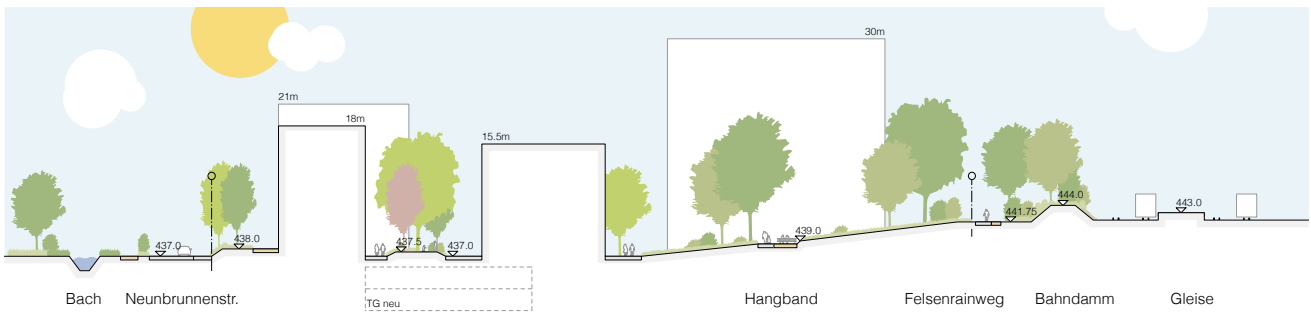 30m
21m
18m
15.5m
444.0
441.75
443.0
437.0
438.0
437.5
437.0
439.0
TG neu
Bach
Neunbrunnenstr.
Hangband
Felsenrainweg
Bahndamm
Gleise